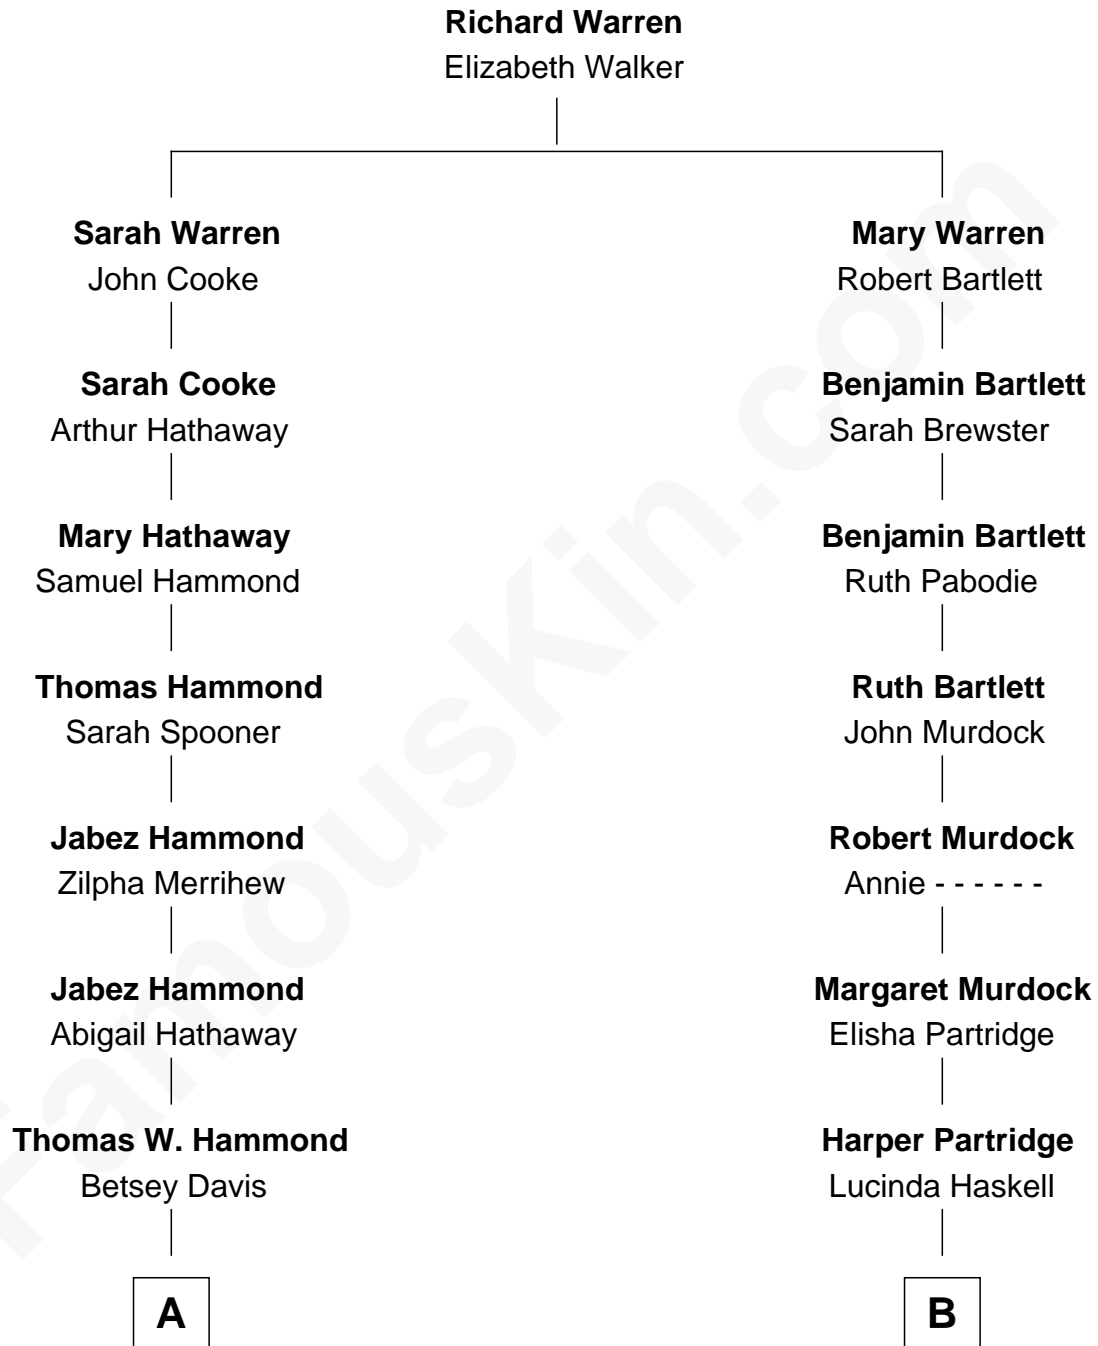 Richard Warren
Elizabeth Walker
Sarah Warren
John Cooke
Mary Warren
Robert Bartlett
Sarah Cooke
Arthur Hathaway
Benjamin Bartlett
Sarah Brewster
Mary Hathaway
Samuel Hammond
Benjamin Bartlett
Ruth Pabodie
Thomas Hammond
Sarah Spooner
Ruth Bartlett
John Murdock
Jabez Hammond
Zilpha Merrihew
Robert Murdock
Annie - - - - - -
Jabez Hammond
Abigail Hathaway
Margaret Murdock
Elisha Partridge
Thomas W. Hammond
Betsey Davis
Harper Partridge
Lucinda Haskell
A
B
FamousKin.com